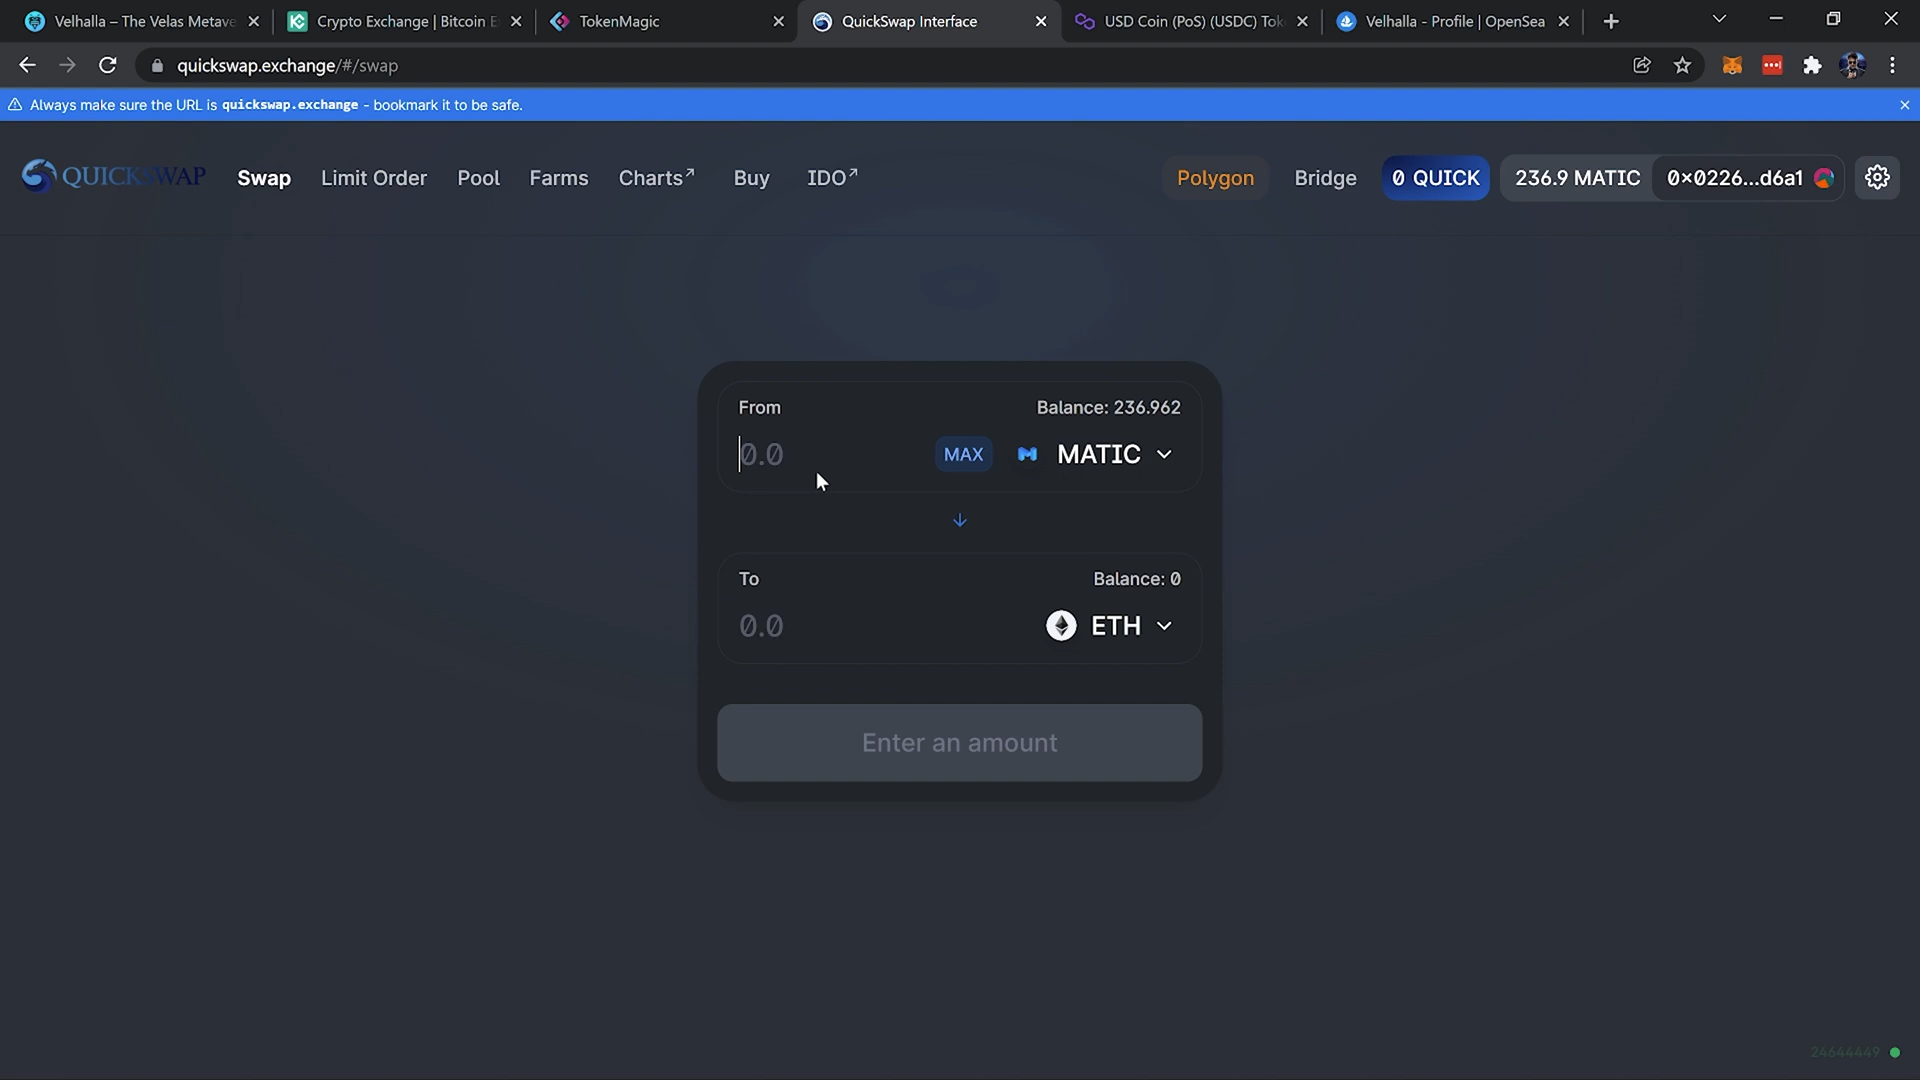 Velhalla – The Velas Metave
Crypto Exchange | Bitcoin E
TokenMagic
QuickSwap Interface
USD Coin (PoS) (USDC) Tok
Velhalla - Profile | OpenSea
quickswap.exchange/#/swap
Always make sure the URL is quickswap.exchange - bookmark it to be safe.
QUICKSWAP
Swap
Limit Order
Pool
Farms
Charts↗
Buy
IDO↗
Polygon
Bridge
0 QUICK
236.9 MATIC
0×0226...d6a1
From
Balance: 236.962
0.0
MAX
MATIC
To
Balance: 0
0.0
ETH
Enter an amount
24644449